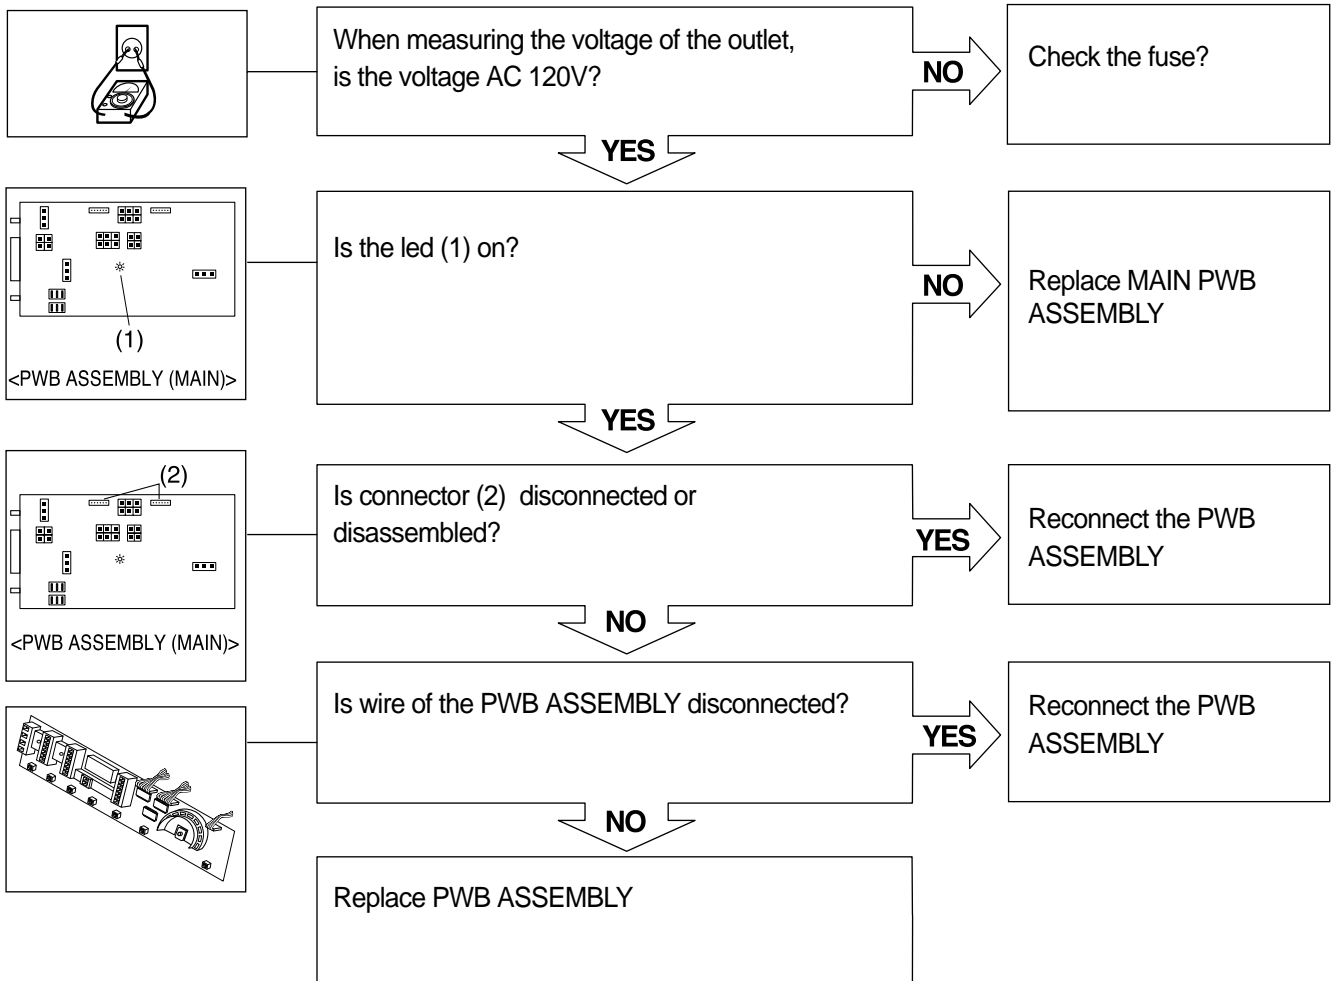 When measuring the voltage of the outlet,
is the voltage AC 120V?
NO
Check the fuse?
YES
(1)
<PWB ASSEMBLY (MAIN)>
Is the led (1) on?
NO
Replace MAIN PWB
ASSEMBLY
YES
(2)
<PWB ASSEMBLY (MAIN)>
Is connector (2) disconnected or
disassembled?
YES
Reconnect the PWB
ASSEMBLY
NO
Is wire of the PWB ASSEMBLY disconnected?
YES
Reconnect the PWB
ASSEMBLY
NO
Replace PWB ASSEMBLY